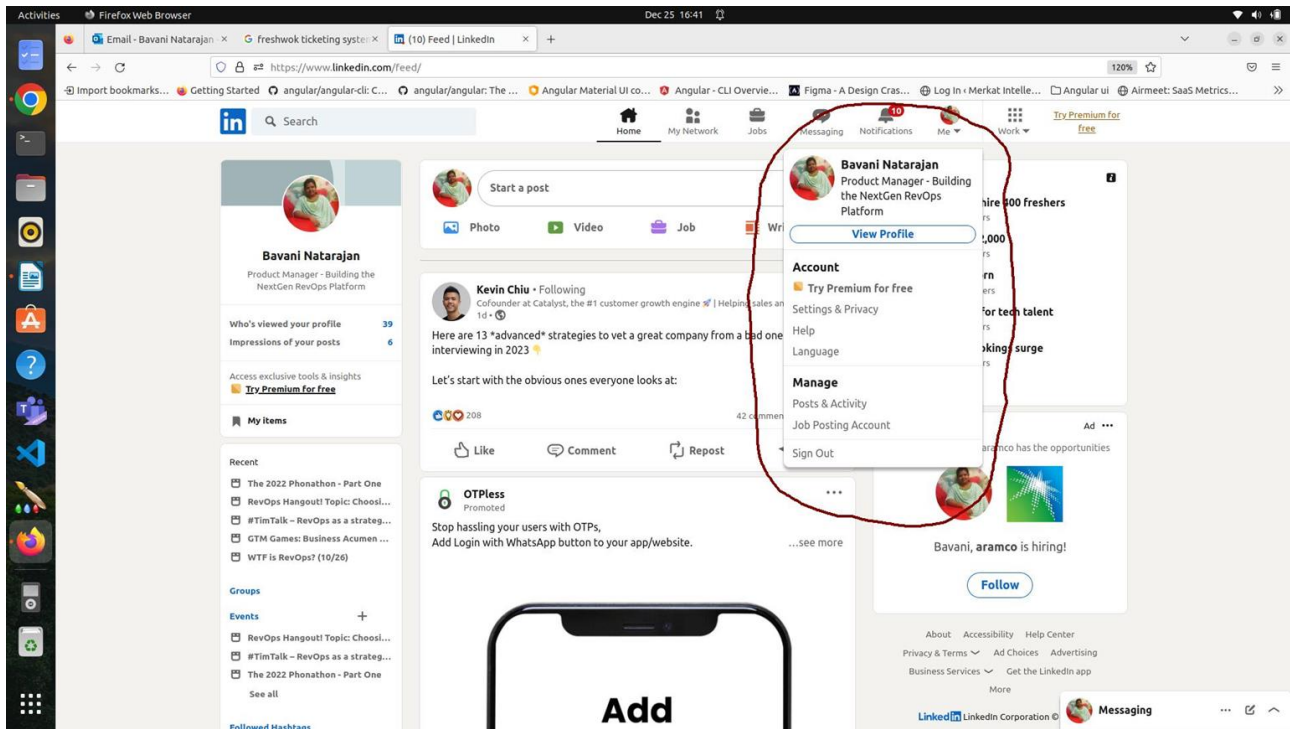 Activities
Firefox Web Browser
Dec 25 16:41
Email - Bavani Natarajan
freshwok ticketing system
(10) Feed | LinkedIn
https://www.linkedin.com/feed/
120%
Import bookmarks...
Getting Started
angular/angular-cli: C...
angular/angular: The ...
Angular Material UI co...
Angular - CLI Overvie...
Figma - A Design Cras...
Log In ‹ Merkat Intelle...
Angular ui
Airmeet: SaaS Metrics...
in
Search
Home
My Network
Jobs
Messaging
10
Notifications
Me
Work
Try Premium for
free
Bavani Natarajan
Product Manager - Building the
NextGen RevOps Platform
Who's viewed your profile 39
Impressions of your posts 6
Access exclusive tools & insights
Try Premium for free
My items
Recent
The 2022 Phonathon - Part One
RevOps Hangout! Topic: Choosi...
#TimTalk – RevOps as a strateg...
GTM Games: Business Acumen ...
WTF is RevOps? (10/26)
Groups
Events
RevOps Hangout! Topic: Choosi...
#TimTalk – RevOps as a strateg...
The 2022 Phonathon - Part One
See all
Followed Hashtags
Start a post
Photo
Video
Job
Wri
Kevin Chiu • Following
Cofounder at Catalyst, the #1 customer growth engine 🚀 | Helping sales an
1d •
Here are 13 *advanced* strategies to vet a great company from a bad one
interviewing in 2023 👇
Let's start with the obvious ones everyone looks at:
208
42 commen
Like
Comment
Repost
OTPless
Promoted
Stop hassling your users with OTPs,
Add Login with WhatsApp button to your app/website.
...see more
Add
Bavani Natarajan
Product Manager - Building
the NextGen RevOps
Platform
View Profile
Account
Try Premium for free
Settings & Privacy
Help
Language
Manage
Posts & Activity
Job Posting Account
Sign Out
hire 400 freshers
rs
2,000
rs
rn
ers
for tech talent
rs
okings surge
rs
Ad
aramco has the opportunities
Bavani, aramco is hiring!
Follow
About Accessibility Help Center
Privacy & Terms Ad Choices Advertising
Business Services Get the LinkedIn app
More
LinkedIn LinkedIn Corporation ©
Messaging